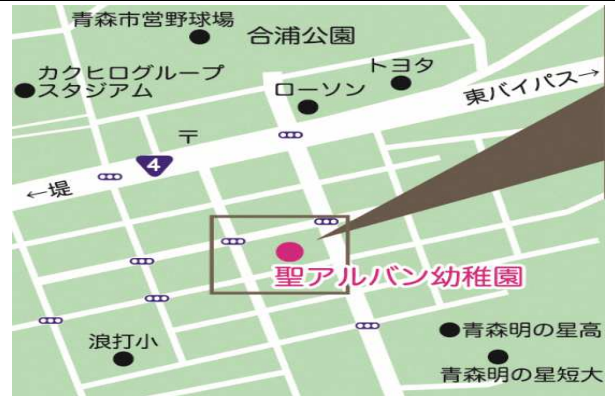 青森市営野球場
合浦公園
カクヒログループ
スタジアム
トヨタ
ローソン
東バイパス→
〒
4
←堤
聖アルバン幼稚園
浪打小
青森明の星高
青森明の星短大